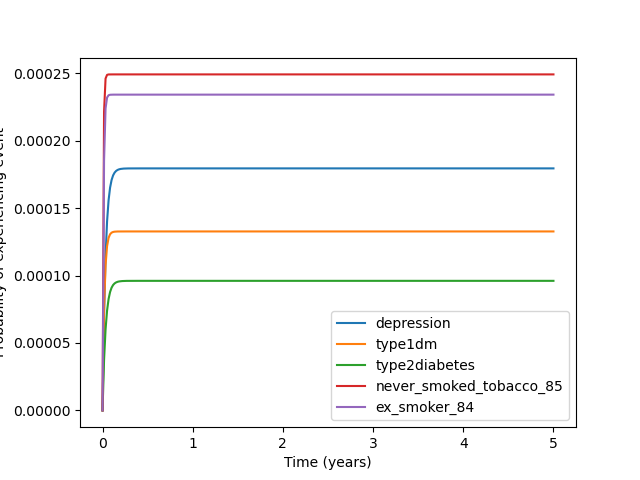 0.00025
0.00020
0.00015
0.00010
0.00005
0.00000
Probability of experiencing event
0
1
2
3
4
5
Time (years)
depression
type1dm
type2diabetes
never_smoked_tobacco_85
ex_smoker_84